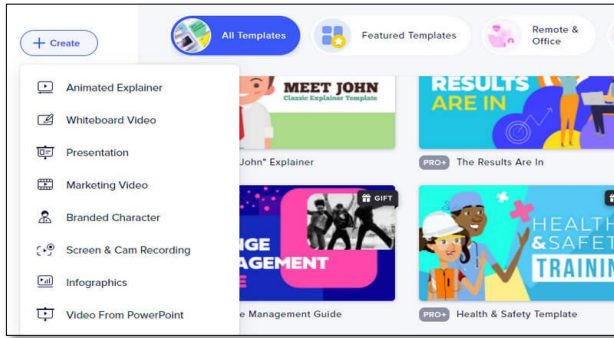 + Create
All Templates
Featured Templates
Remote &
Office
Animated Explainer
Whiteboard Video
Presentation
Marketing Video
Branded Character
Screen & Cam Recording
Infographics
Video From PowerPoint
MEET JOHN
Classic Explainer Template
John" Explainer
RESULTS
ARE IN
PRO+ The Results Are In
GIFT
NGE
AGEMENT
E
e Management Guide
HEALTH
&SAFET
TRAININ
PRO+ Health & Safety Template